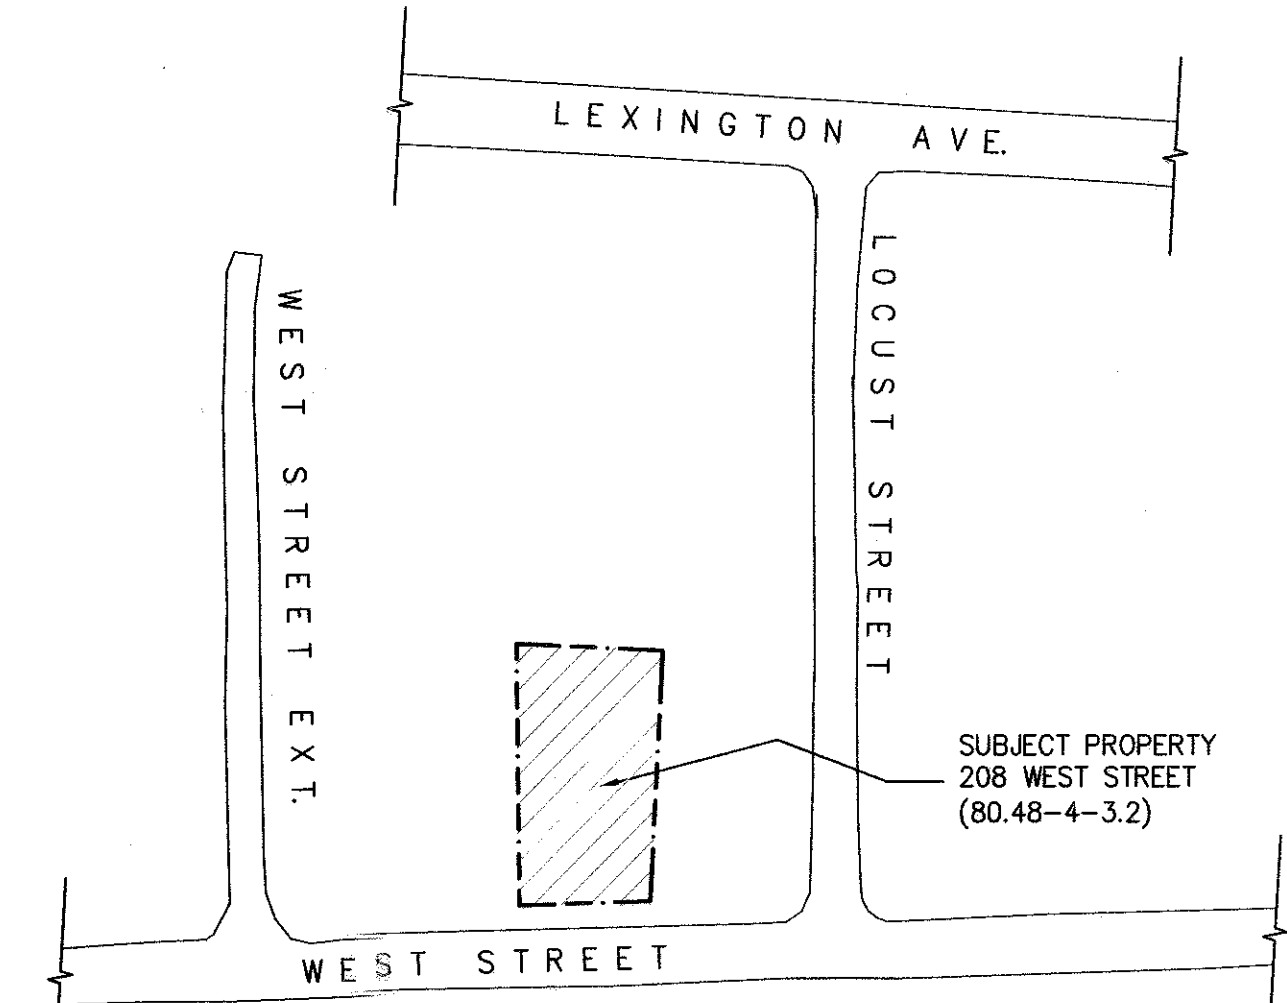 LEXINGTON AVE.
WEST STREET EXT.
LOCUST STREET
SUBJECT PROPERTY
208 WEST STREET
(80.48-4-3.2)
WEST STREET